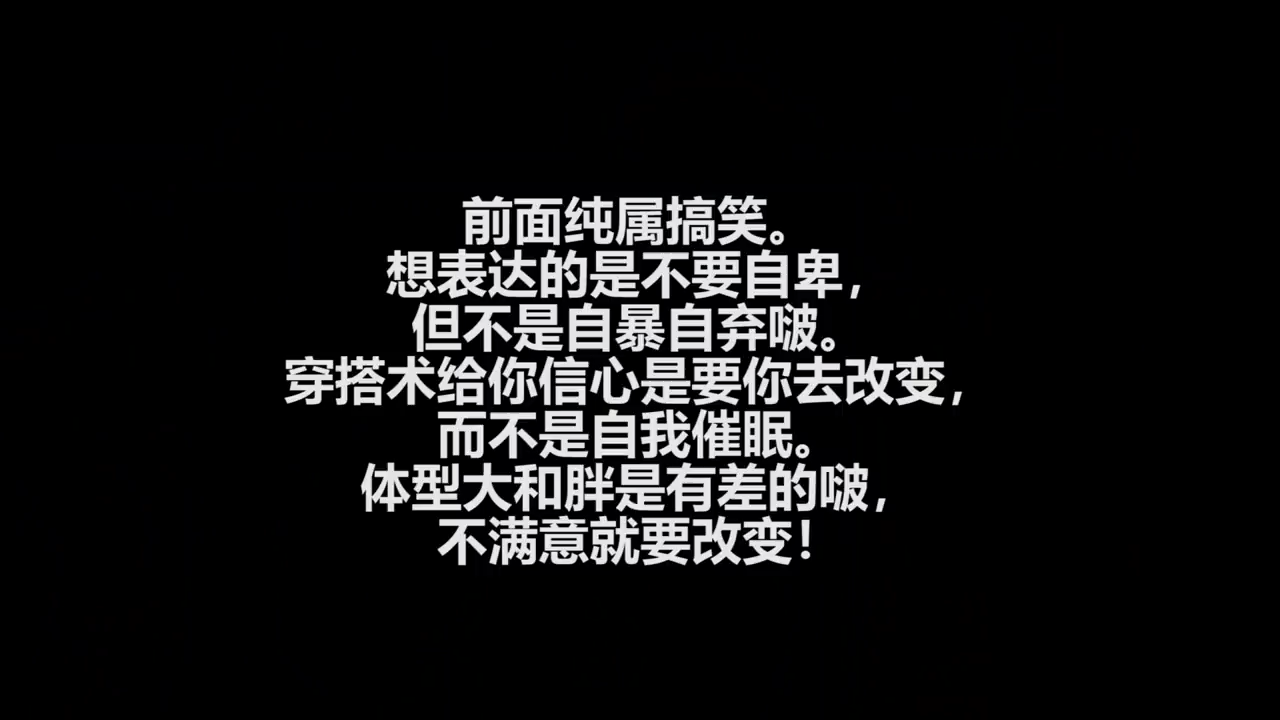 前面纯属搞笑。
想表达的是不要自卑，
但不是自暴自弃啵。
穿搭术给你信心是要你去改变，
而不是自我催眠。
体型大和胖是有差的啵，
不满意就要改变！